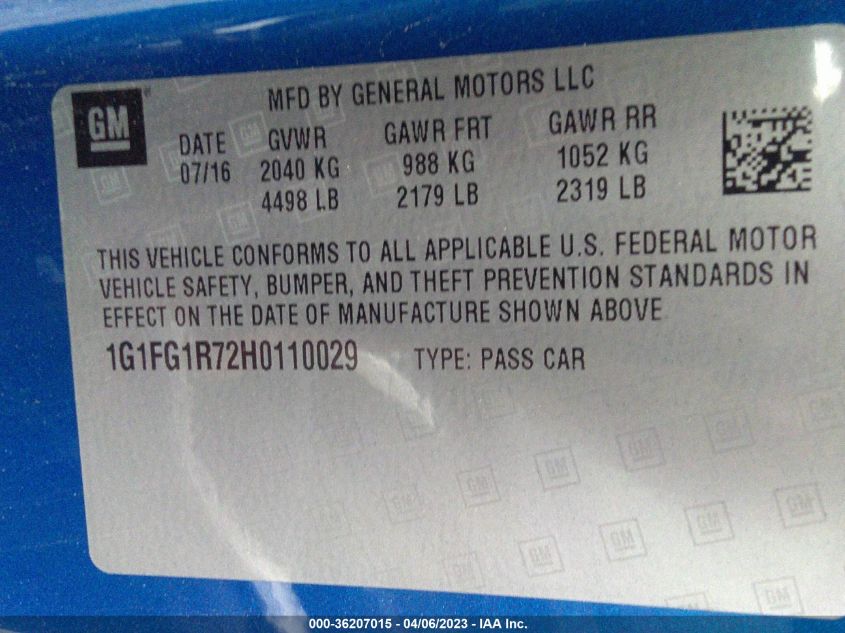 GM
MFD BY GENERAL MOTORS LLC
DATE GVWR GAWR FRT GAWR RR
07/16 2040 KG 988 KG 1052 KG
4498 LB 2179 LB 2319 LB
THIS VEHICLE CONFORMS TO ALL APPLICABLE U.S. FEDERAL MOTOR
VEHICLE SAFETY, BUMPER, AND THEFT PREVENTION STANDARDS IN
EFFECT ON THE DATE OF MANUFACTURE SHOWN ABOVE
1G1FG1R72H0110029 TYPE: PASS CAR
000-36207015 - 04/06/2023 - IAA Inc.